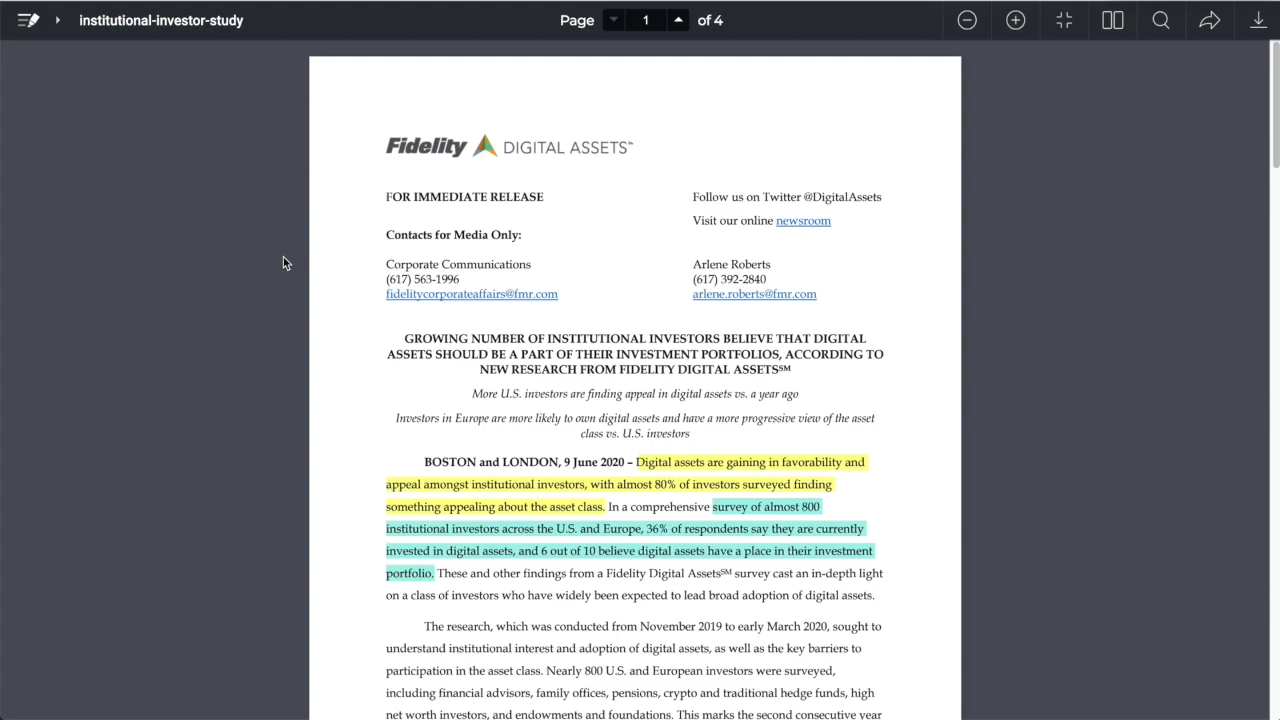 institutional-investor-study
Page 1 of 4
Fidelity DIGITAL ASSETS℠
FOR IMMEDIATE RELEASE
Follow us on Twitter @DigitalAssets
Visit our online newsroom
Contacts for Media Only:
Corporate Communications
(617) 563-1996
fidelitycorporateaffairs@fmr.com
Arlene Roberts
(617) 392-2840
arlene.roberts@fmr.com
GROWING NUMBER OF INSTITUTIONAL INVESTORS BELIEVE THAT DIGITAL
ASSETS SHOULD BE A PART OF THEIR INVESTMENT PORTFOLIOS, ACCORDING TO
NEW RESEARCH FROM FIDELITY DIGITAL ASSETS℠
More U.S. investors are finding appeal in digital assets vs. a year ago
Investors in Europe are more likely to own digital assets and have a more progressive view of the asset
class vs. U.S. investors
BOSTON and LONDON, 9 June 2020 – Digital assets are gaining in favorability and
appeal amongst institutional investors, with almost 80% of investors surveyed finding
something appealing about the asset class. In a comprehensive survey of almost 800
institutional investors across the U.S. and Europe, 36% of respondents say they are currently
invested in digital assets, and 6 out of 10 believe digital assets have a place in their investment
portfolio. These and other findings from a Fidelity Digital Assets℠ survey cast an in-depth light
on a class of investors who have widely been expected to lead broad adoption of digital assets.
The research, which was conducted from November 2019 to early March 2020, sought to
understand institutional interest and adoption of digital assets, as well as the key barriers to
participation in the asset class. Nearly 800 U.S. and European investors were surveyed,
including financial advisors, family offices, pensions, crypto and traditional hedge funds, high
net worth investors, and endowments and foundations. This marks the second consecutive year